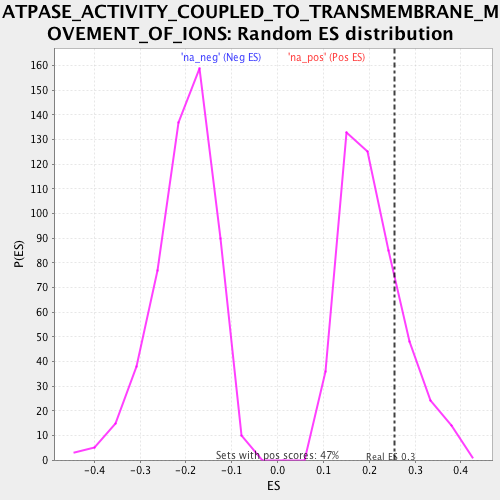 ATPASE_ACTIVITY_COUPLED_TO_TRANSMEMBRANE_M
OVEMENT_OF_IONS: Random ES distribution
'na_neg' (Neg ES) 'na_pos' (Pos ES)
160
150
140
130
120
110
100
90
80
70
60
50
40
30
20
10
0
P(ES)
Sets with pos scores: 47%
Real ES 0.3
-0.4 -0.3 -0.2 -0.1 0.0 0.1 0.2 0.3 0.4
ES